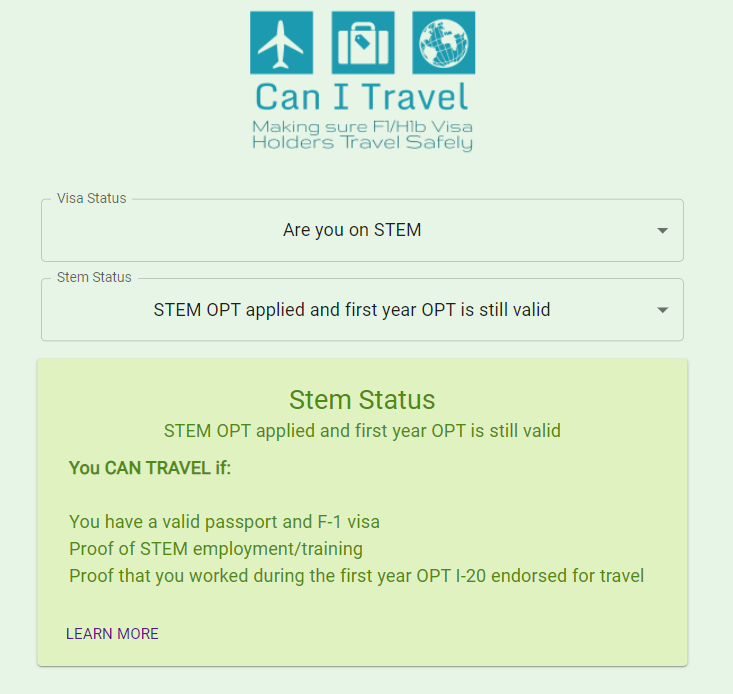 Can I Travel
Making sure F1/H1b Visa
Holders Travel Safely
Visa Status
Are you on STEM
Stem Status
STEM OPT applied and first year OPT is still valid
Stem Status
STEM OPT applied and first year OPT is still valid
You CAN TRAVEL if:
You have a valid passport and F-1 visa
Proof of STEM employment/training
Proof that you worked during the first year OPT I-20 endorsed for travel
LEARN MORE